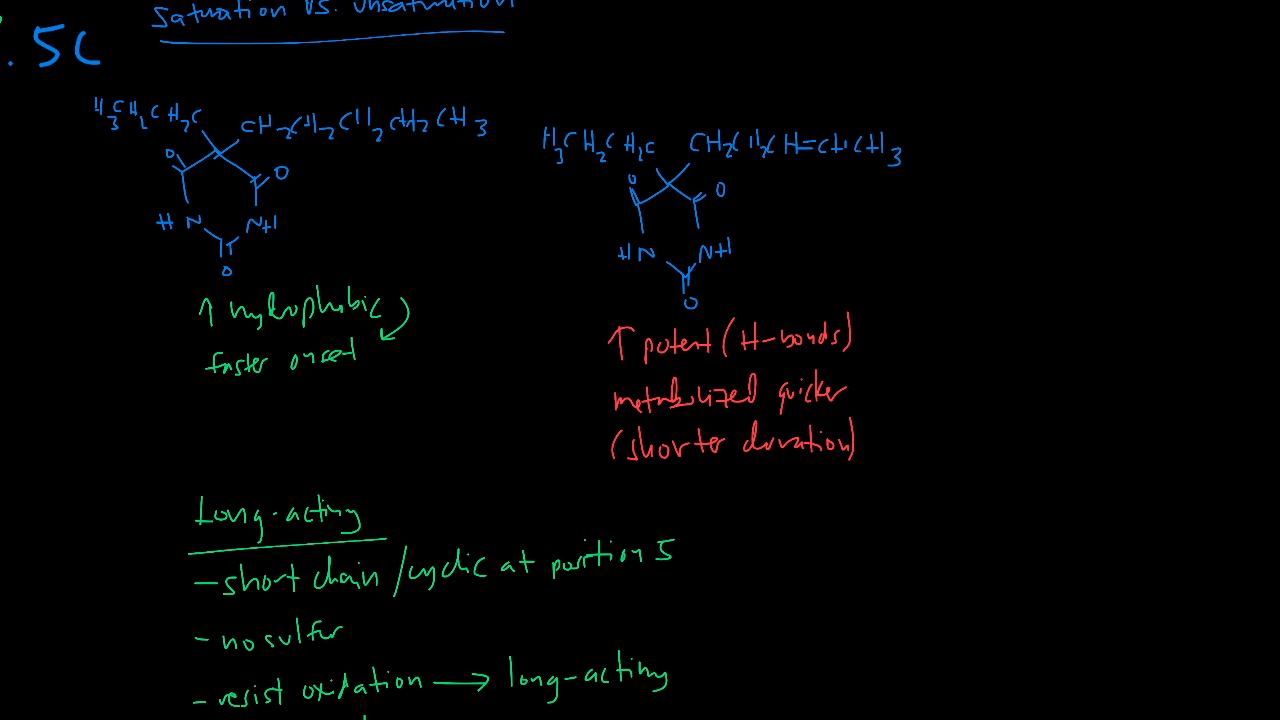 Saturation vs. Unsaturation
. 5C
H3CH2CH2C CH2CH2CH2CH2CH3
H3CH2CH2C CH2CH2CH=CHCH3
O O
O O
HN NH
HN NH
O
O
↑ hydrophobic
faster onset
↑ potent (H-bonds)
metabolized quicker
(shorter duration)
Long-acting
- short chain/cyclic at position 5
- no sulfur
- resist oxidation → long-acting